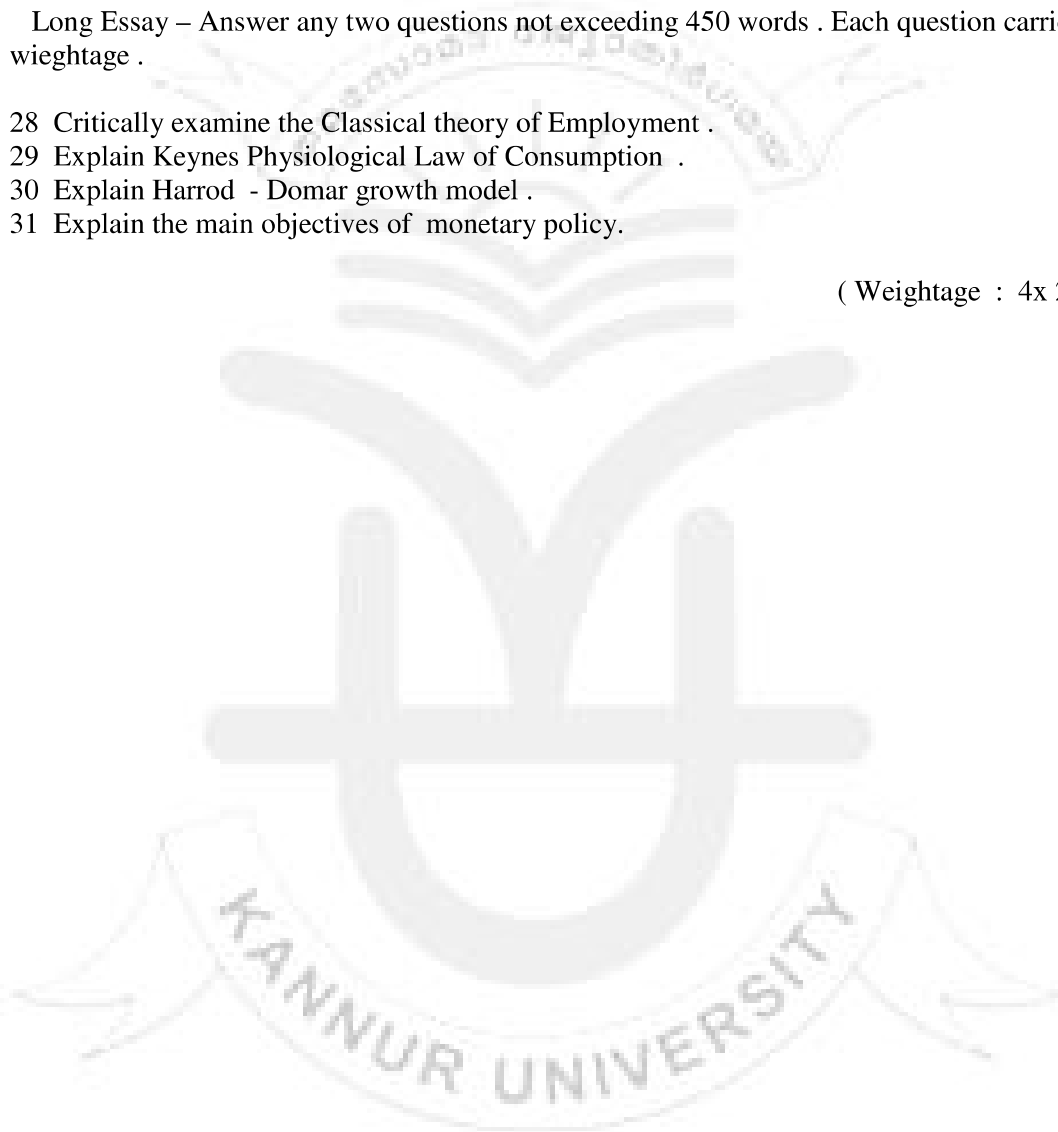 Long Essay – Answer any two questions not exceeding 450 words . Each question carri
wieghtage .
28 Critically examine the Classical theory of Employment .
29 Explain Keynes Physiological Law of Consumption .
30 Explain Harrod - Domar growth model .
31 Explain the main objectives of monetary policy.
( Weightage : 4x
KANNUR UNIVERSITY